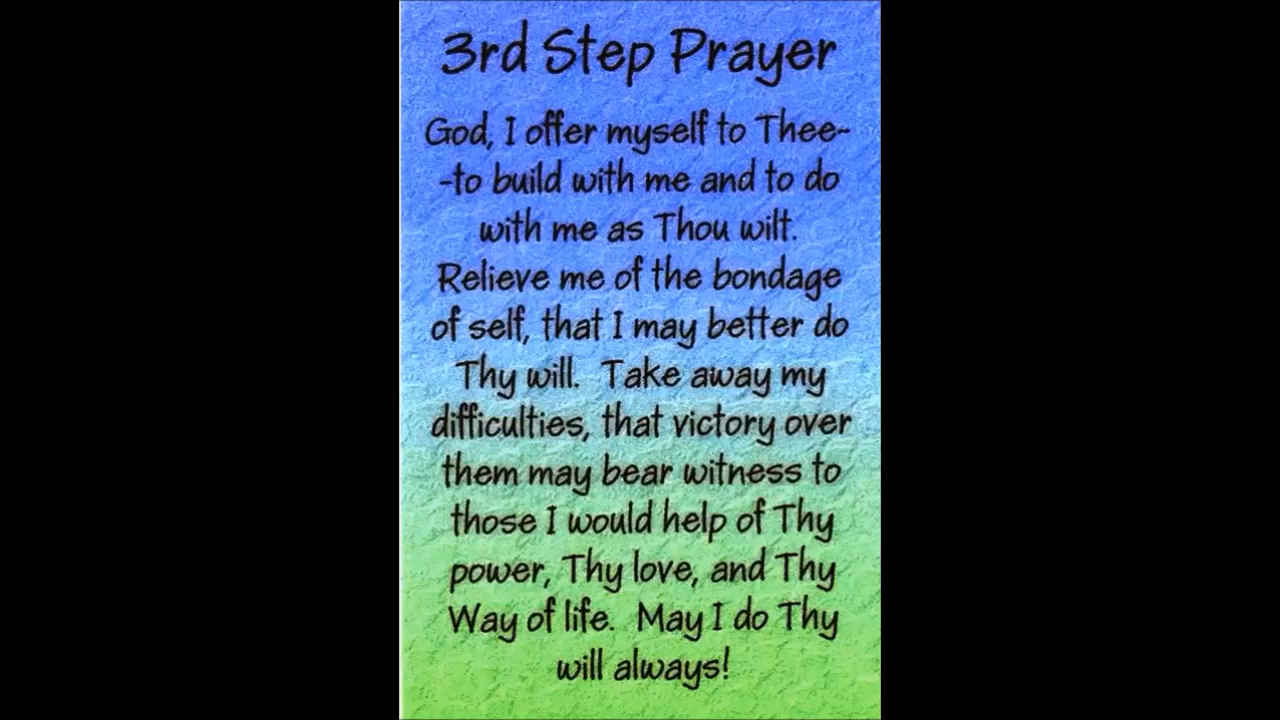 3rd Step Prayer
God, I offer myself to Thee-
-to build with me and to do
with me as Thou wilt.
Relieve me of the bondage
of self, that I may better do
Thy will.  Take away my
difficulties, that victory over
them may bear witness to
those I would help of Thy
power, Thy love, and Thy
Way of life.  May I do Thy
will always!